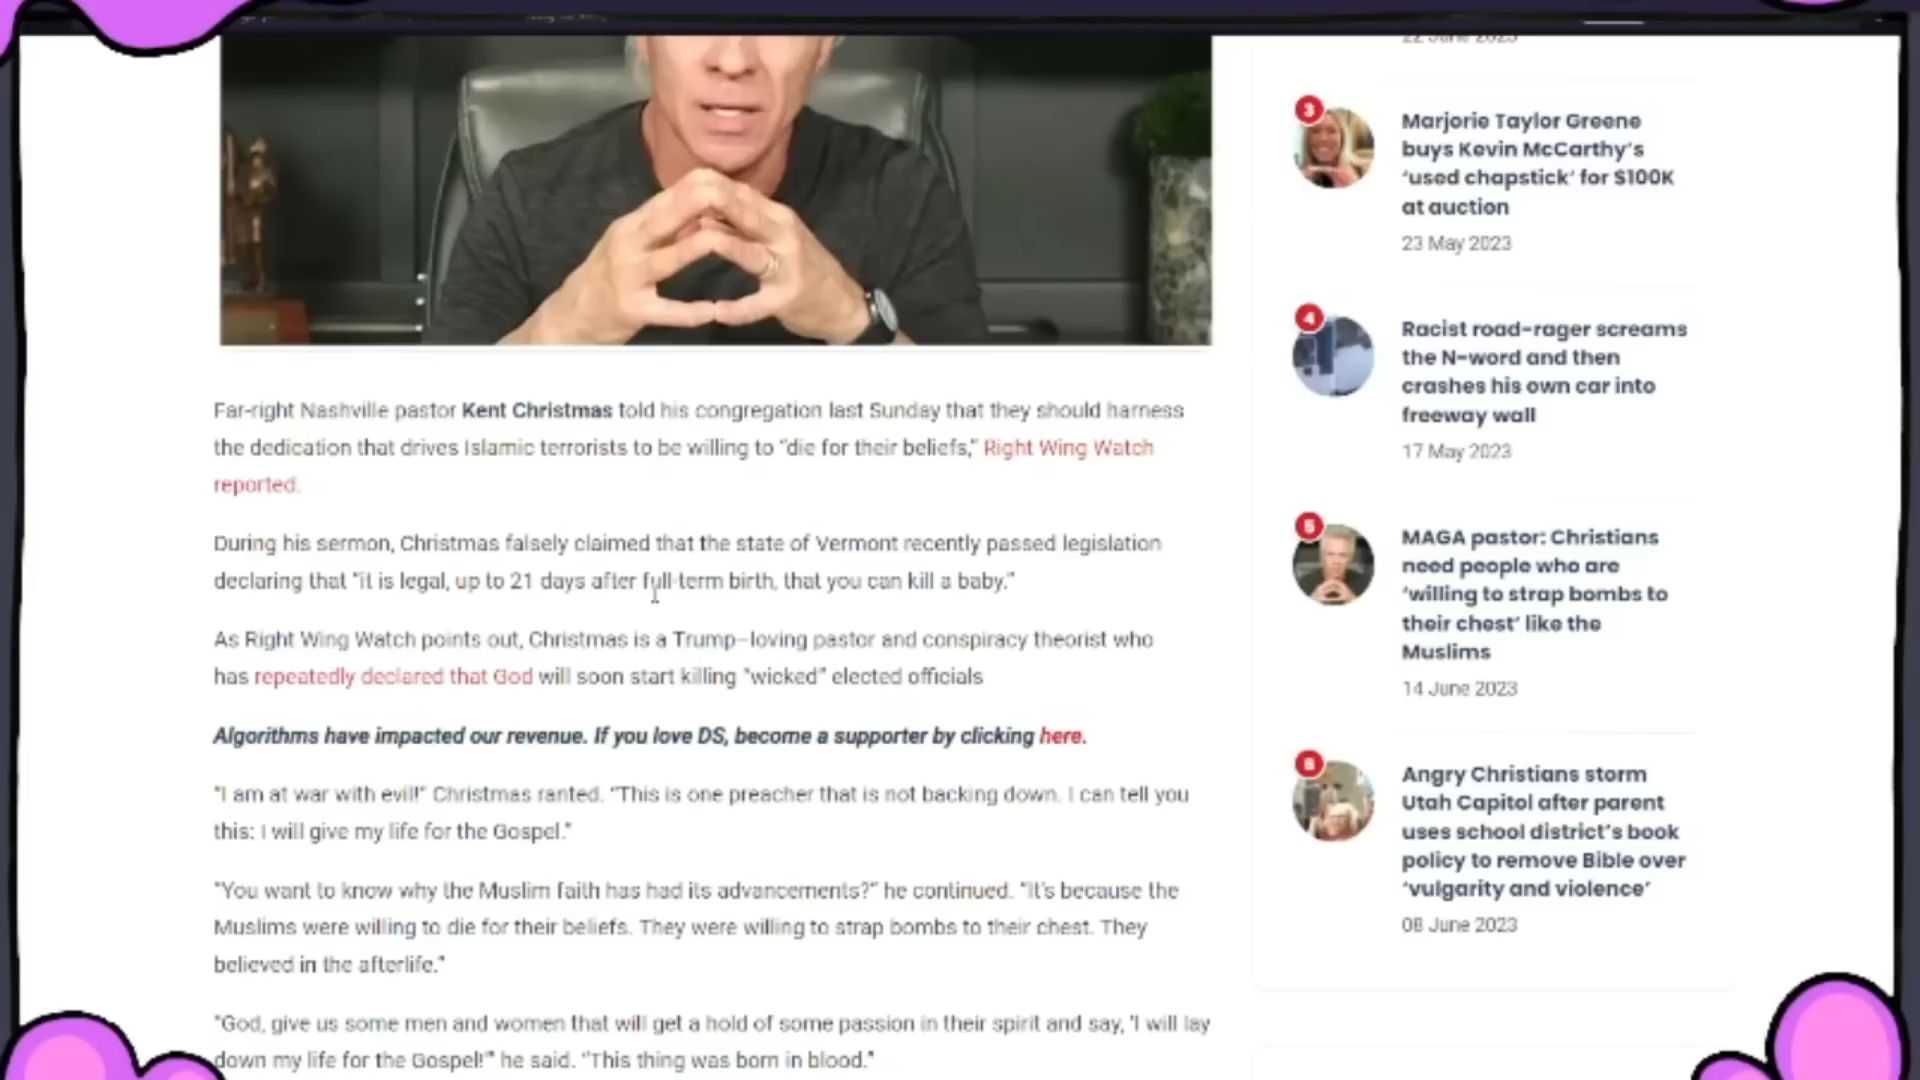 Far-right Nashville pastor Kent Christmas told his congregation last Sunday that they should harness
the dedication that drives Islamic terrorists to be willing to "die for their beliefs," Right Wing Watch
reported.
During his sermon, Christmas falsely claimed that the state of Vermont recently passed legislation
declaring that "it is legal, up to 21 days after full-term birth, that you can kill a baby."
As Right Wing Watch points out, Christmas is a Trump-loving pastor and conspiracy theorist who
has repeatedly declared that God will soon start killing "wicked" elected officials
Algorithms have impacted our revenue. If you love DS, become a supporter by clicking here.
"I am at war with evil!" Christmas ranted. "This is one preacher that is not backing down. I can tell you
this: I will give my life for the Gospel."
"You want to know why the Muslim faith has had its advancements?" he continued. "It's because the
Muslims were willing to die for their beliefs. They were willing to strap bombs to their chest. They
believed in the afterlife."
"God, give us some men and women that will get a hold of some passion in their spirit and say, 'I will lay
down my life for the Gospel!'" he said. "This thing was born in blood."
22 June 2023
3
Marjorie Taylor Greene
buys Kevin McCarthy's
'used chapstick' for $100K
at auction
23 May 2023
4
Racist road-rager screams
the N-word and then
crashes his own car into
freeway wall
17 May 2023
5
MAGA pastor: Christians
need people who are
'willing to strap bombs to
their chest' like the
Muslims
14 June 2023
6
Angry Christians storm
Utah Capitol after parent
uses school district's book
policy to remove Bible over
'vulgarity and violence'
08 June 2023